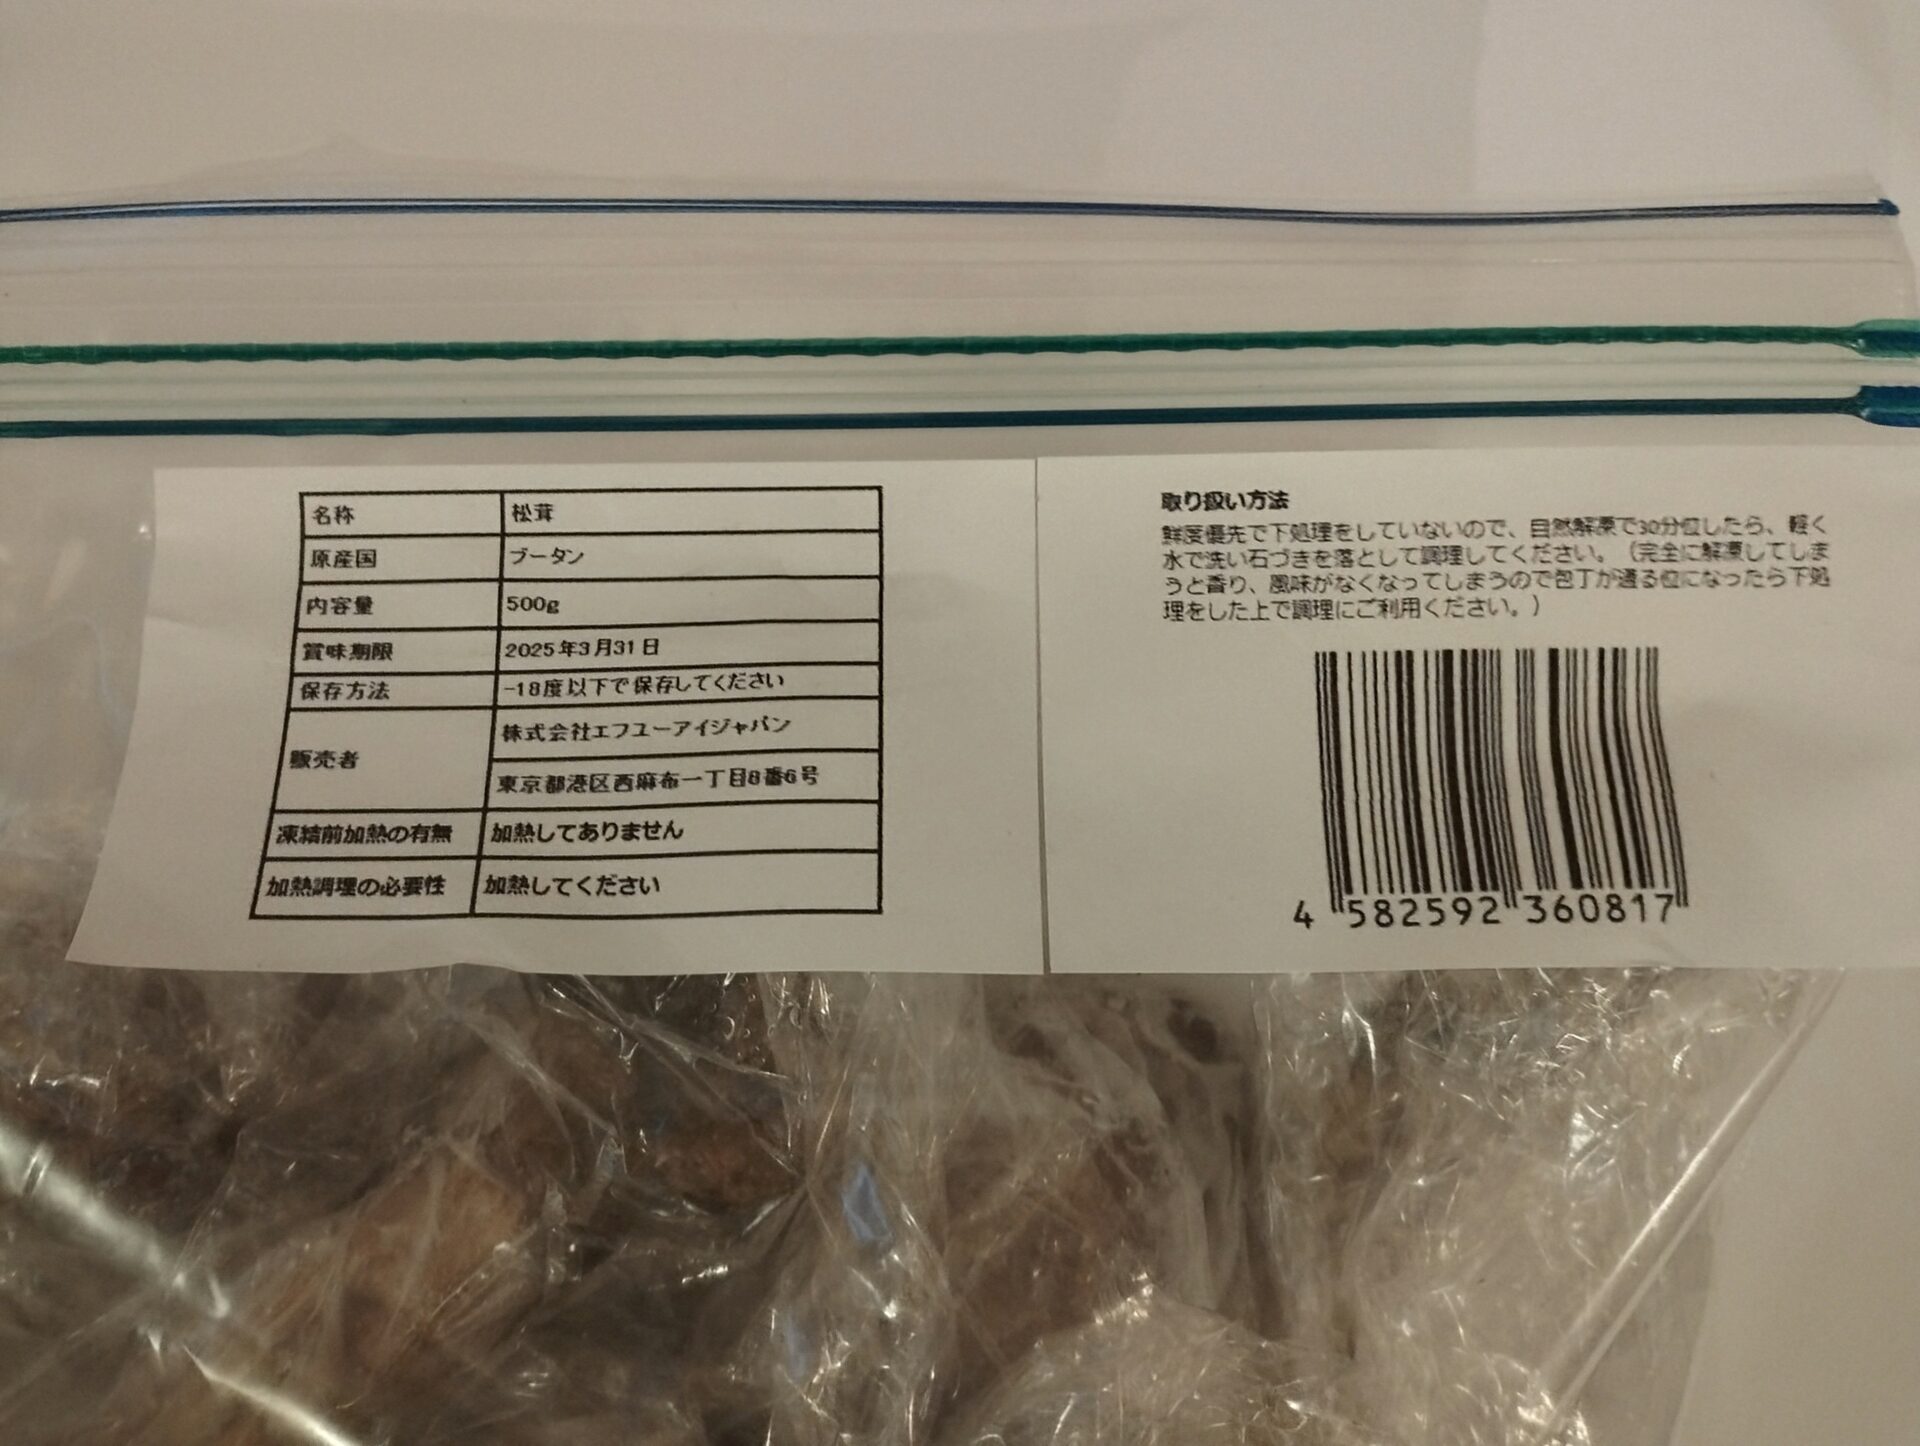 名称 松茸
原産国 ブータン
内容量 500g
賞味期限 2025年3月31日
保存方法 -18度以下で保存してください
販売者 株式会社エフユーアイジャパン
東京都港区西麻布一丁目8番6号
凍結前加熱の有無 加熱してありません
加熱調理の必要性 加熱してください
取り扱い方法
鮮度優先で下処理をしていないので、自然解凍で30分位したら、軽く
水で洗い石づきを落として調理してください。（完全に解凍してしま
うと香り、風味がなくなってしまうので包丁が通る位になったら下処
理をした上で調理にご利用ください。）
4 582592 360817